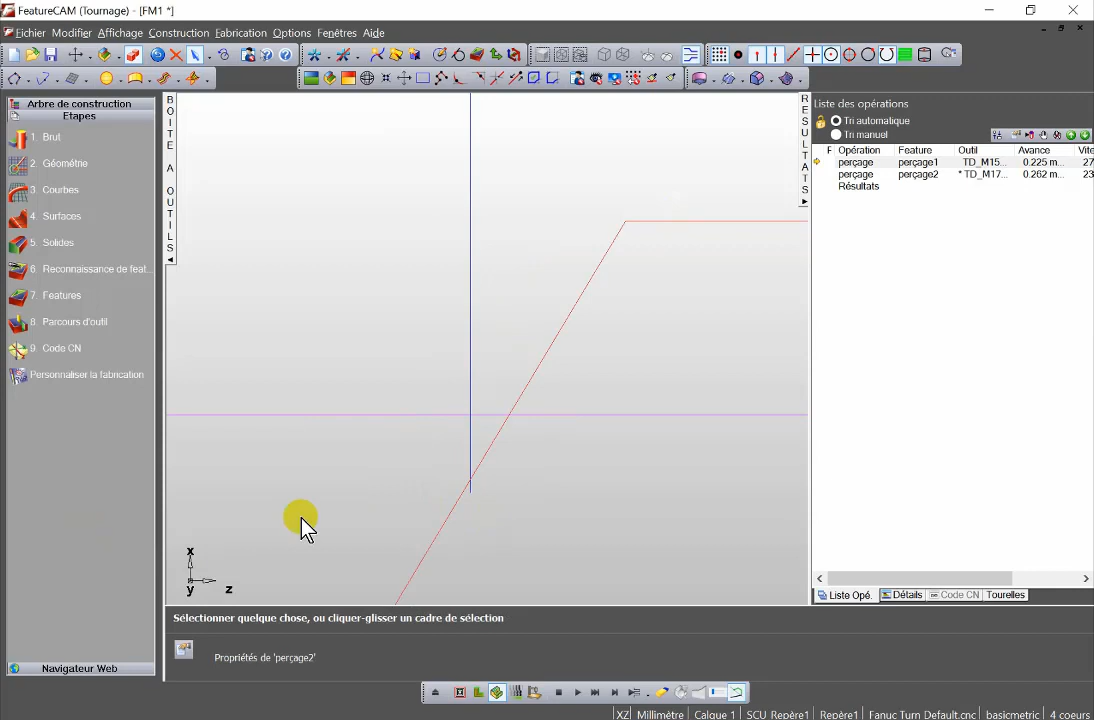 FeatureCAM (Tournage) - [FM1 *]
Fichier Modifier Affichage Construction Fabrication Options Fenêtres Aide
Arbre de construction
Etapes
1. Brut
2. Géométrie
3. Courbes
4. Surfaces
5. Solides
6. Reconnaissance de feat...
7. Features
8. Parcours d'outil
9. Code CN
Personnaliser la fabrication
Navigateur Web
BOITE A OUTILS
RESULTATS
x
y
z
Liste des opérations
Tri automatique
Tri manuel
F Opération Feature Outil Avance Vite
perçage perçage1 TD_M15... 0.225 m... 27
perçage perçage2 * TD_M17... 0.262 m... 23
Résultats
Liste Opé. Détails Code CN Tourelles
Sélectionner quelque chose, ou cliquer-glisser un cadre de sélection
Propriétés de 'perçage2'
XZ Millimètre Calque 1 SCU Repère1 Repère1 Fanuc Turn Default.cnc basicmetric 4 coeurs